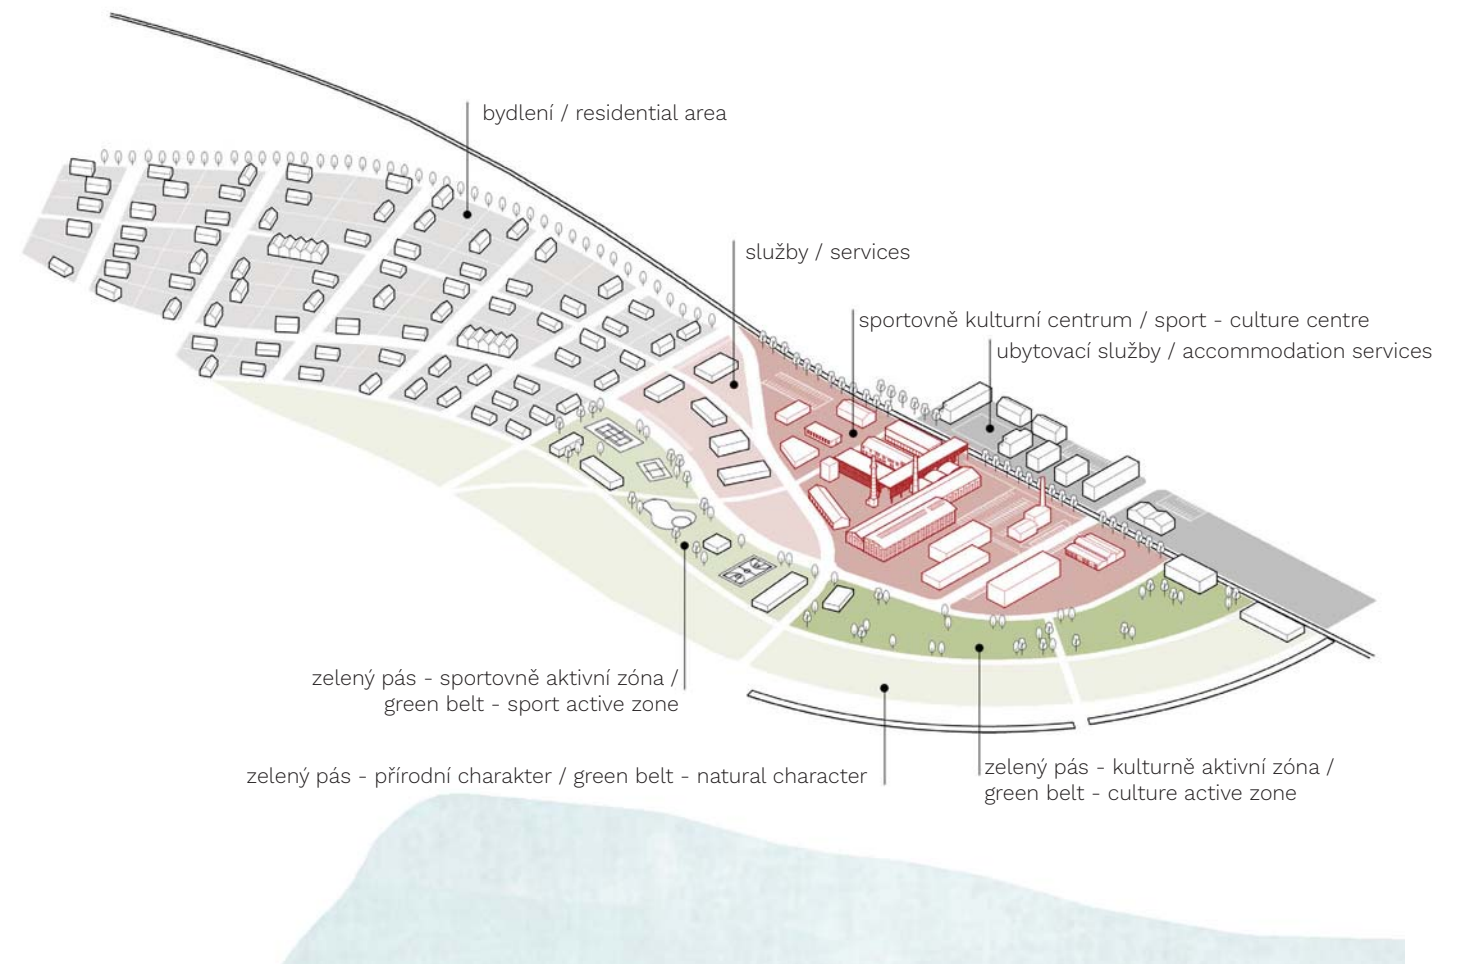 bydlení / residential area
služby / services
sportovně kulturní centrum / sport - culture centre
ubytovací služby / accommodation services
zelený pás - sportovně aktivní zóna /
green belt - sport active zone
zelený pás - přírodní charakter / green belt - natural character
zelený pás - kulturně aktivní zóna /
green belt - culture active zone